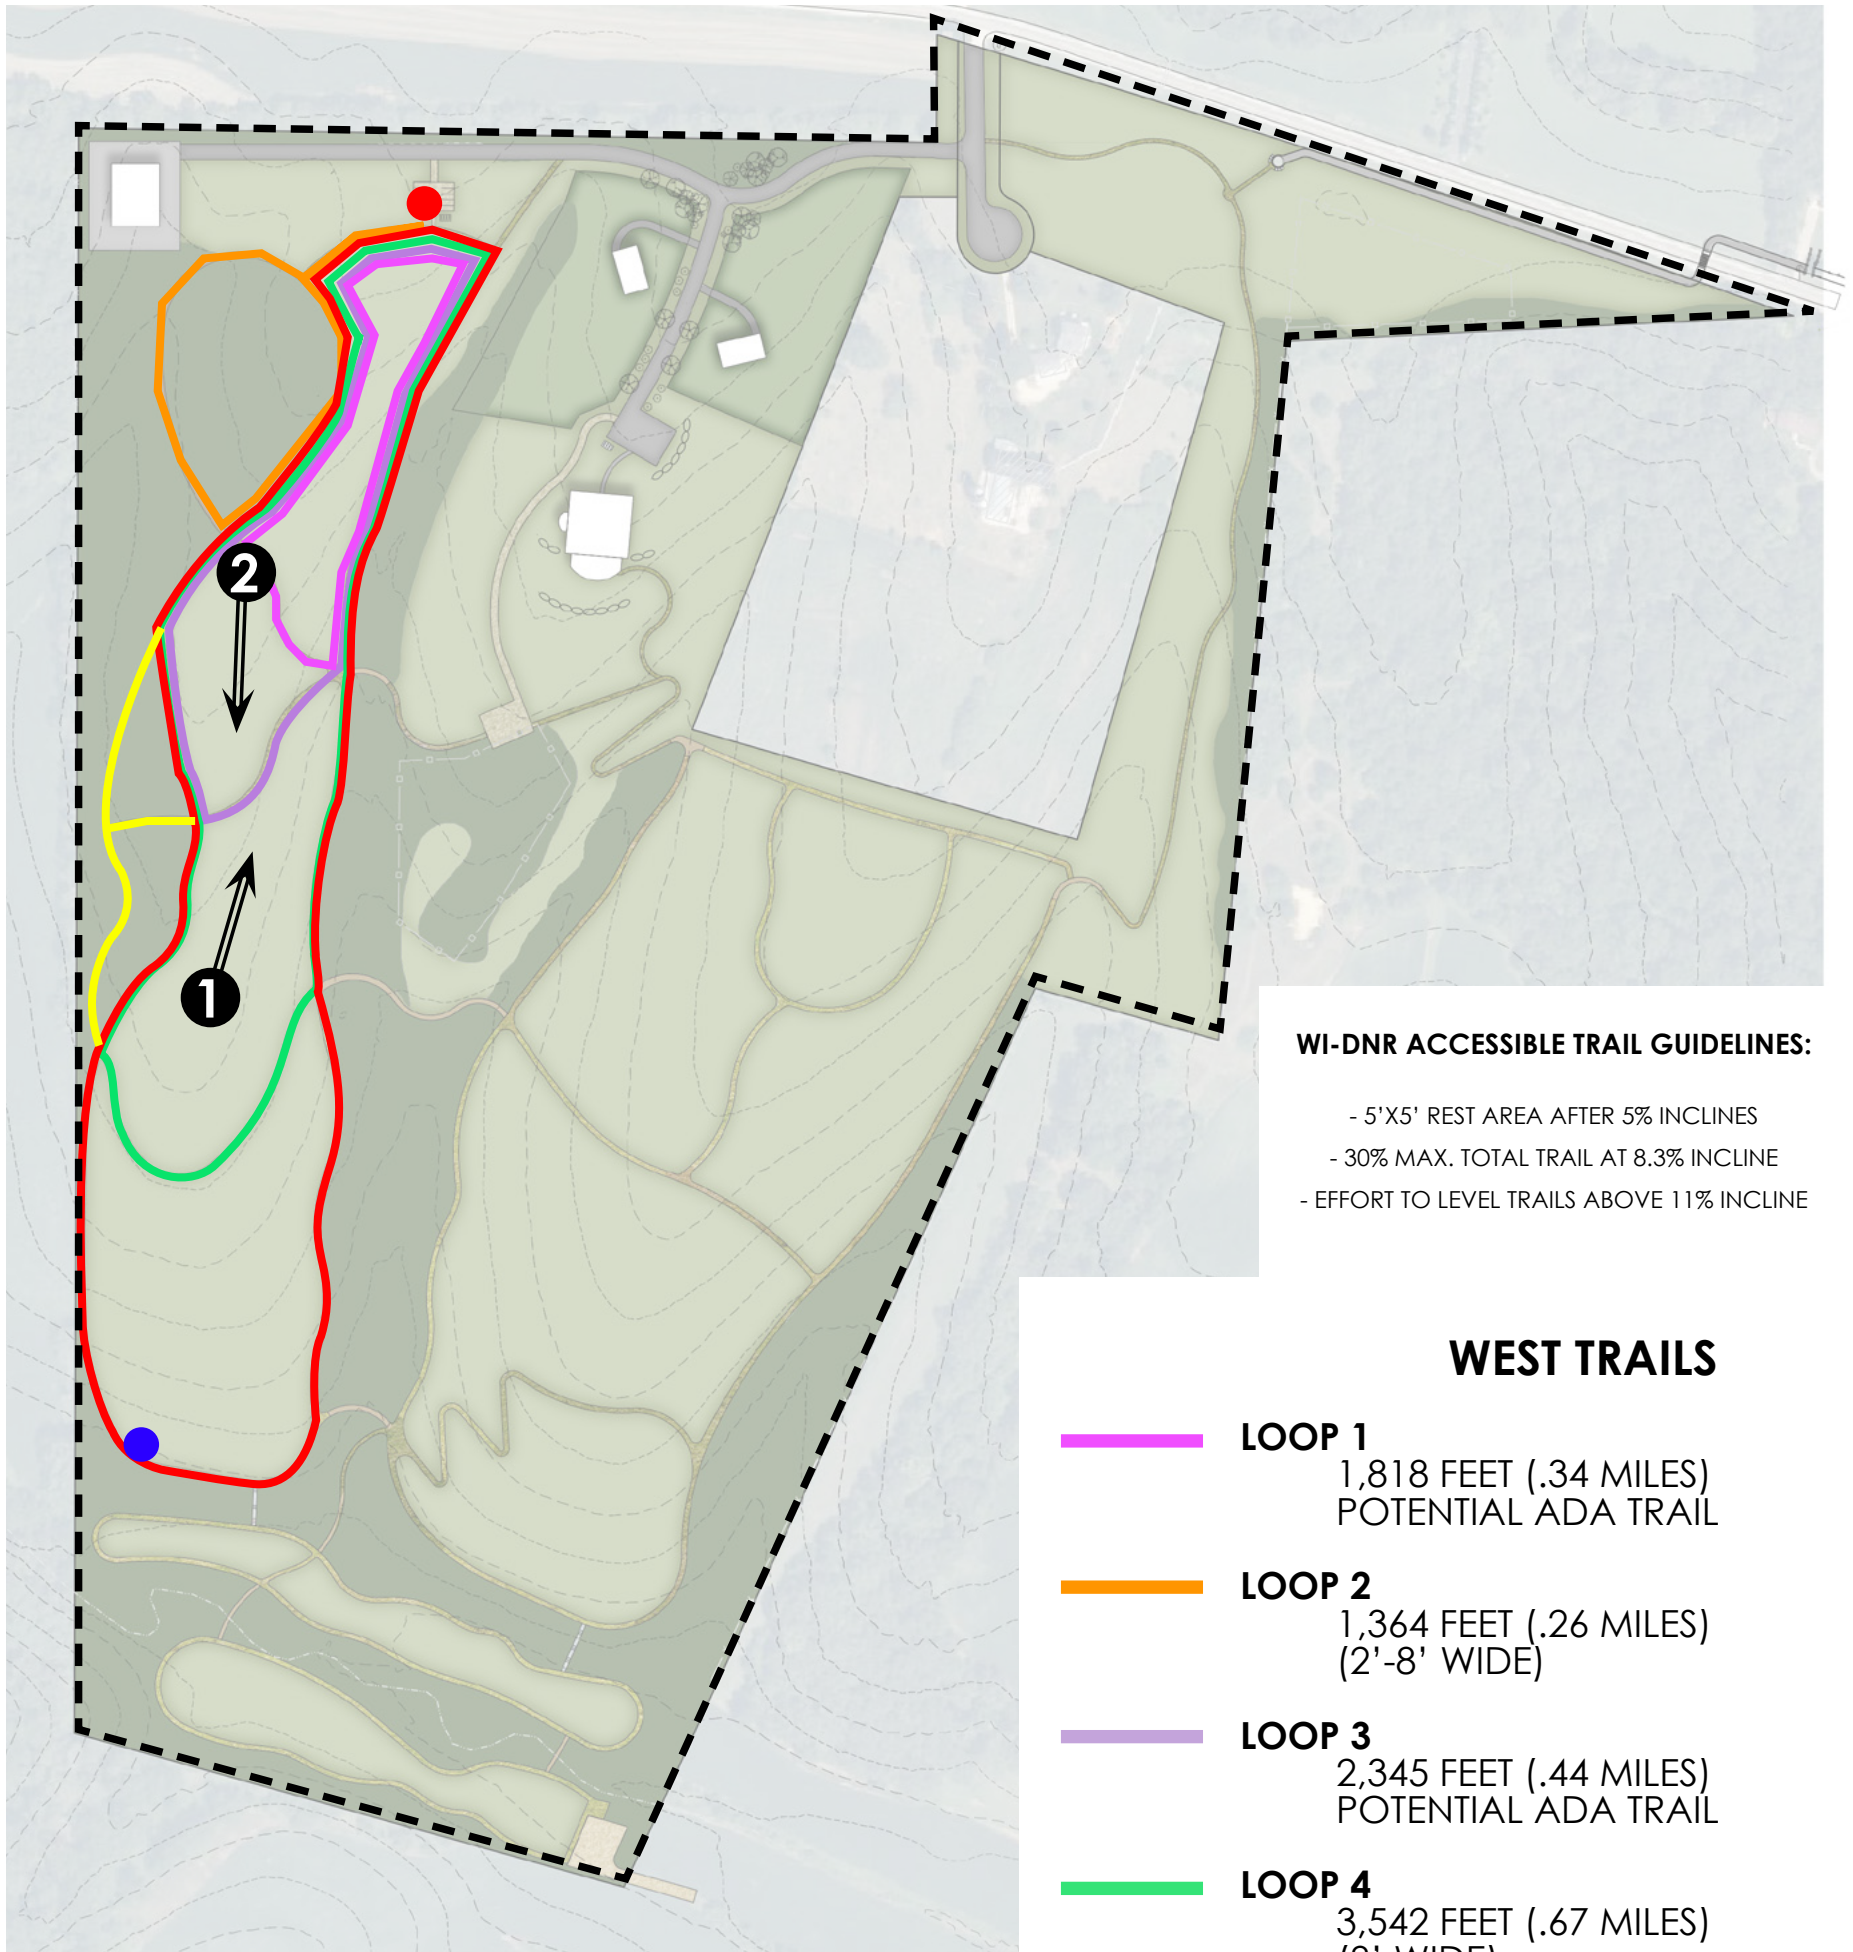 2
1
WI-DNR ACCESSIBLE TRAIL GUIDELINES:
- 5'X5' REST AREA AFTER 5% INCLINES
- 30% MAX. TOTAL TRAIL AT 8.3% INCLINE
- EFFORT TO LEVEL TRAILS ABOVE 11% INCLINE
WEST TRAILS
LOOP 1
1,818 FEET (.34 MILES)
POTENTIAL ADA TRAIL
LOOP 2
1,364 FEET (.26 MILES)
(2'-8' WIDE)
LOOP 3
2,345 FEET (.44 MILES)
POTENTIAL ADA TRAIL
LOOP 4
3,542 FEET (.67 MILES)